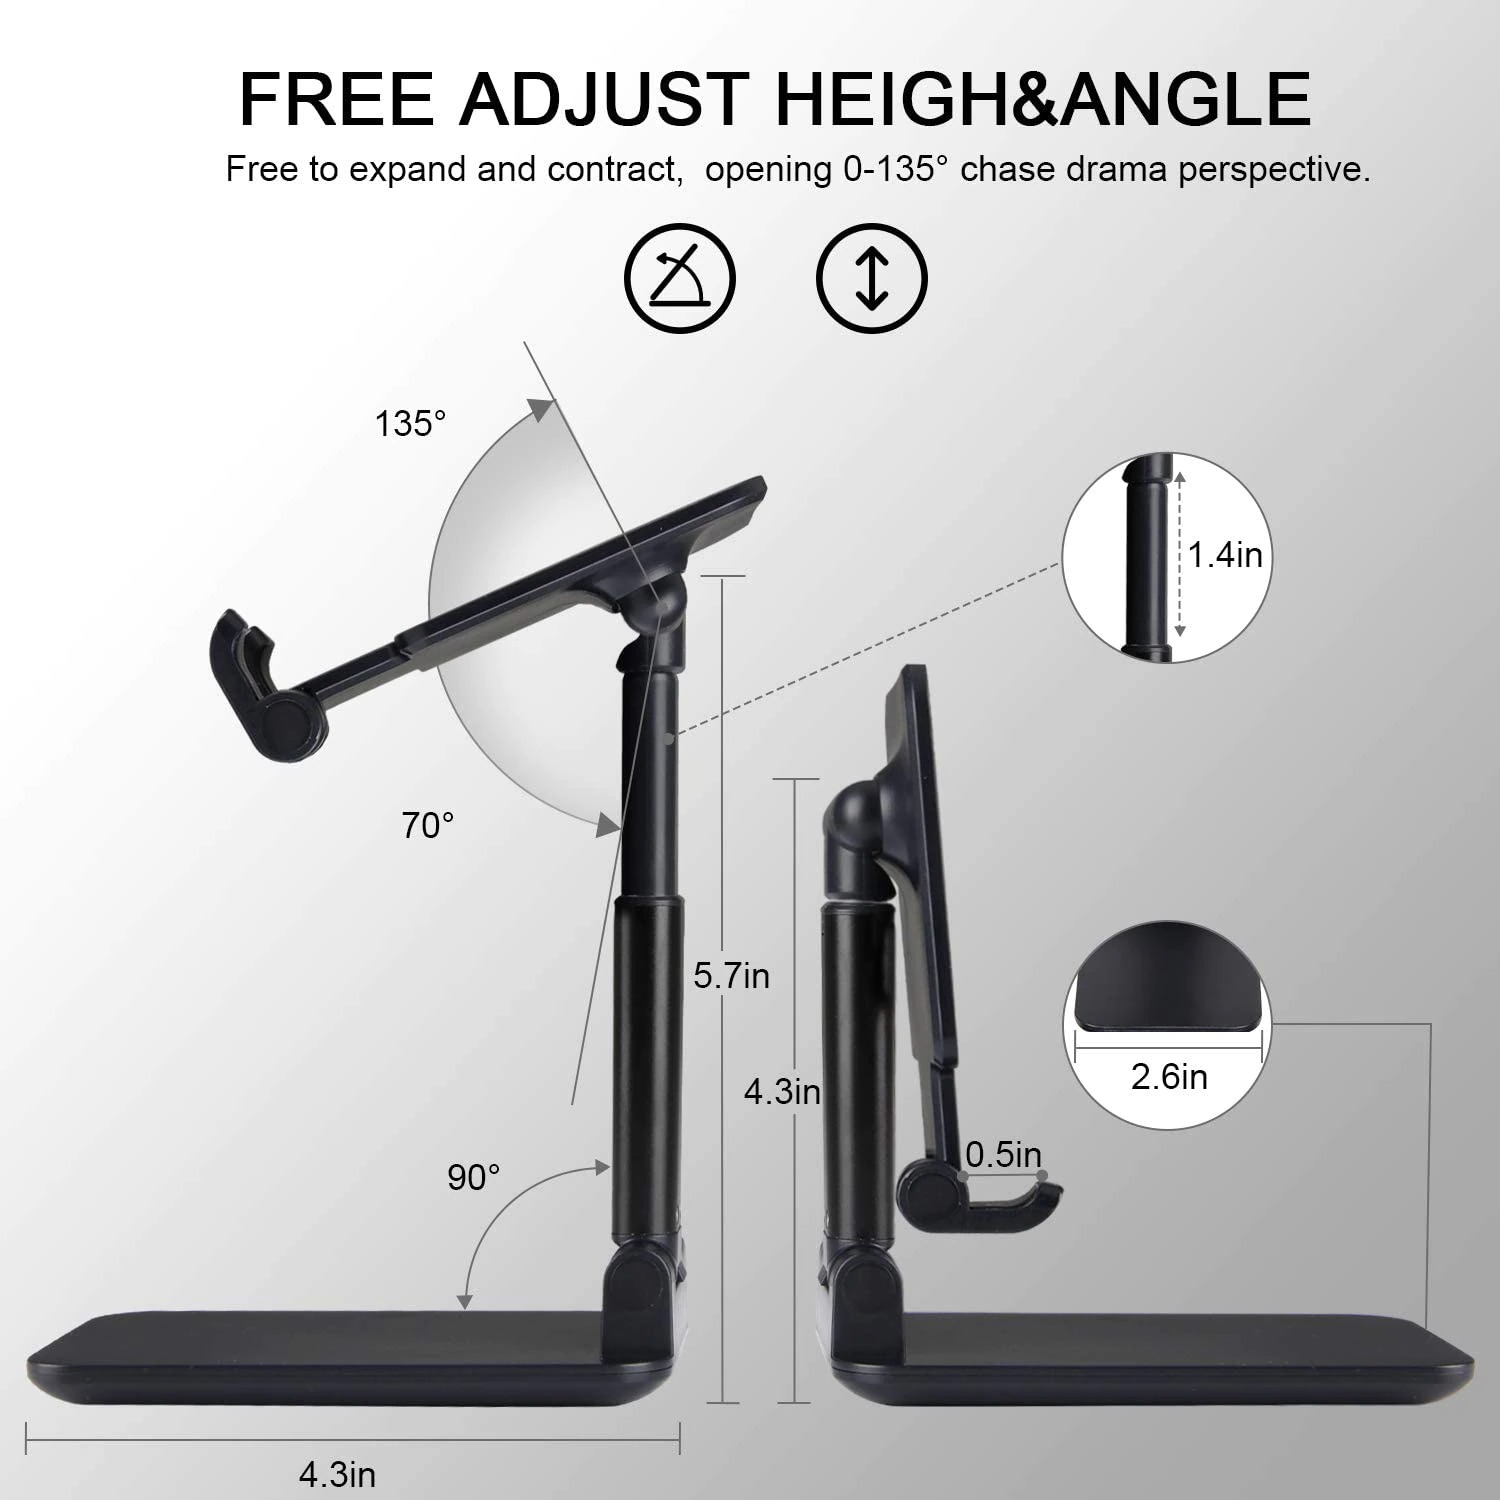 FREE ADJUST HEIGH&ANGLE
Free to expand and contract,  opening 0-135° chase drama perspective.
135°
1.4in
70°
5.7in
4.3in
2.6in
0.5in
90°
4.3in